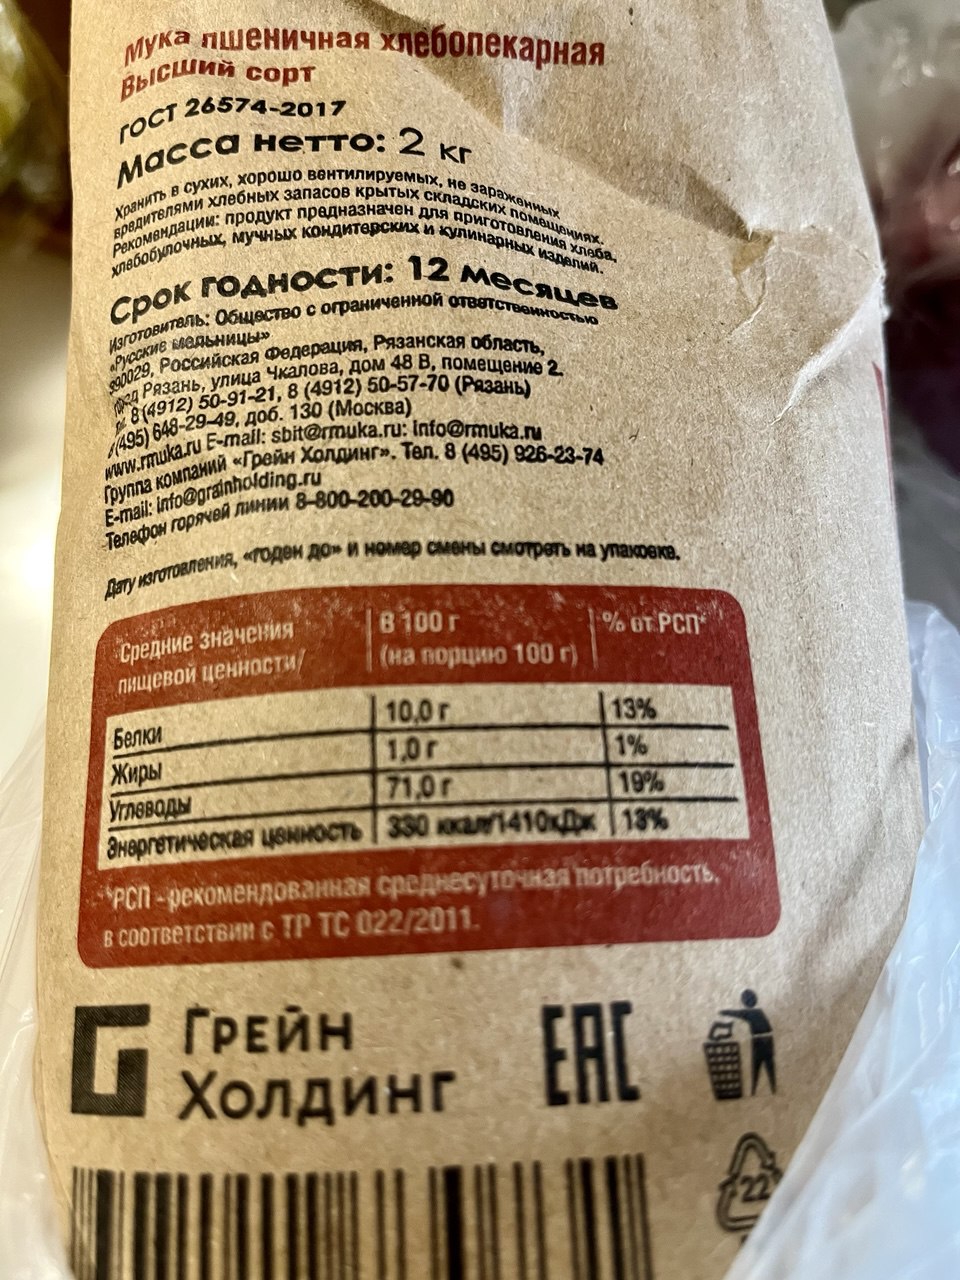 Мука пшеничная хлебопекарная
Высший сорт
ГОСТ 26574-2017
Масса нетто: 2 кг
Хранить в сухих, хорошо вентилируемых, не зараженных
вредителями хлебных запасов крытых складских помещениях.
Рекомендации: продукт предназначен для приготовления хлеба,
хлебобулочных, мучных кондитерских и кулинарных изделий.
Срок годности: 12 месяцев
Изготовитель: Общество с ограниченной ответственностью
«Русские мельницы»
390029, Российская Федерация, Рязанская область,
город Рязань, улица Чкалова, дом 48 В, помещение 2.
8 (4912) 50-91-21, 8 (4912) 50-57-70 (Рязань)
8 (495) 648-29-49, доб. 130 (Москва)
www.rmuka.ru E-mail: sbit@rmuka.ru: info@rmuka.ru
Группа компаний «Грейн Холдинг». Тел. 8 (495) 926-23-74
E-mail: info@grainholding.ru
Телефон горячей линии 8-800-200-29-90
Дату изготовления, «годен до» и номер смены смотреть на упаковке.
Средние значения пищевой ценности/ В 100 г (на порцию 100 г) % от РСП*
Белки 10,0 г 13%
Жиры 1,0 г 1%
Углеводы 71,0 г 19%
Энергетическая ценность 330 ккал/1410кДж 13%
*РСП - рекомендованная среднесуточная потребность,
в соответствии с ТР ТС 022/2011.
ГРЕЙН
ХОЛДИНГ
EAC
22